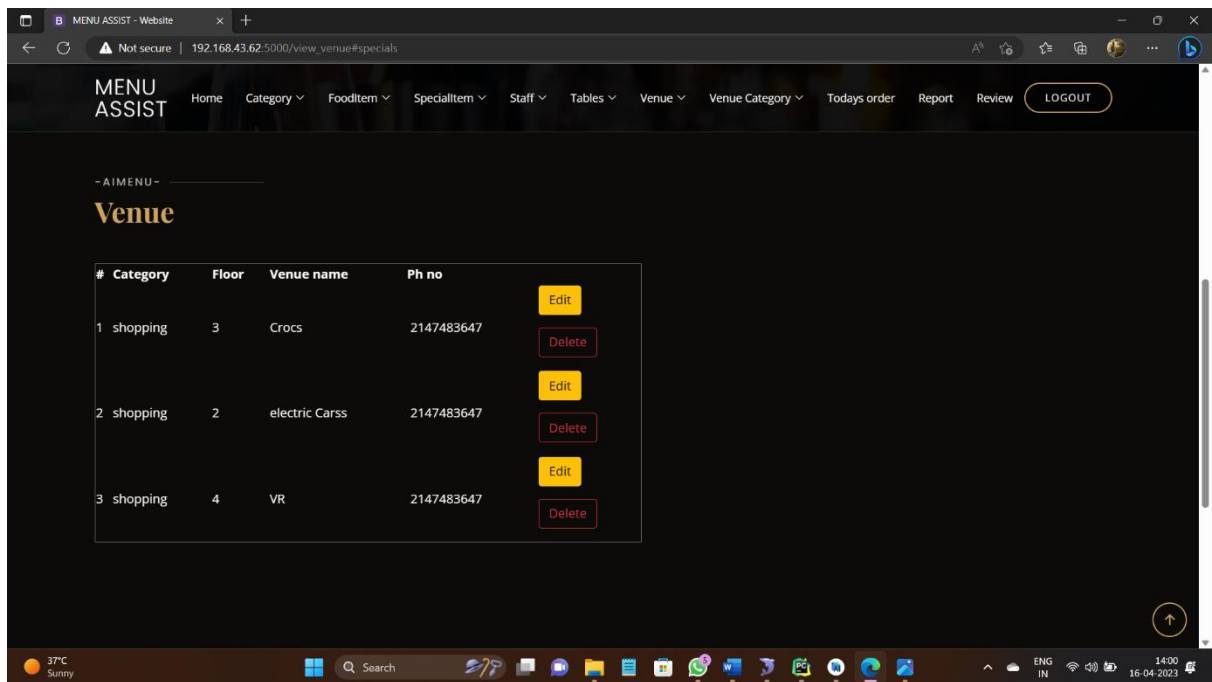 MENU ASSIST - Website
Not secure | 192.168.43.62:5000/view_venue#specials
MENU
ASSIST
Home Category FoodItem SpecialItem Staff Tables Venue Venue Category Todays order Report Review LOGOUT
-AIMENU-
Venue
# Category Floor Venue name Ph no
Edit
1 shopping 3 Crocs 2147483647
Delete
Edit
2 shopping 2 electric Carss 2147483647
Delete
Edit
3 shopping 4 VR 2147483647
Delete
37°C
Sunny
Search
ENG
IN
14:00
16-04-2023